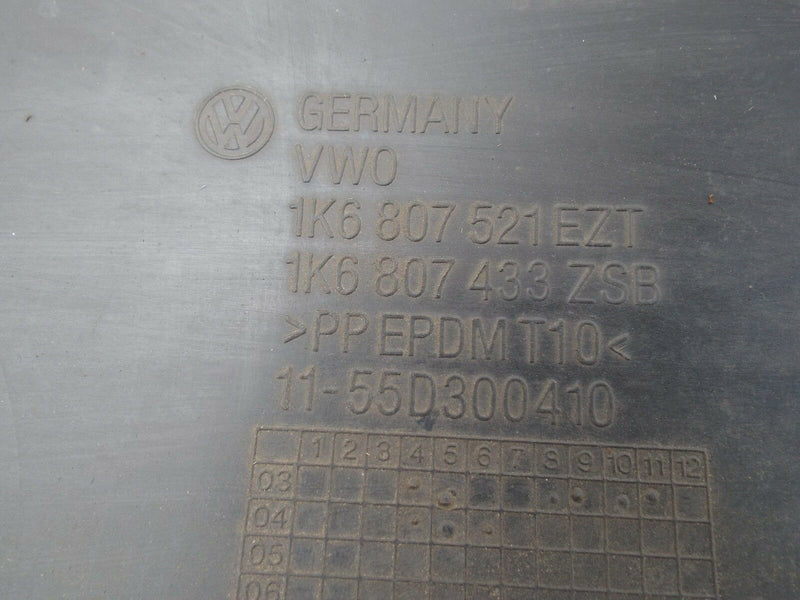 GERMANY
VWO
1K6 807 521 EZT
1K6 807 433 ZSB
>PP EPDM T10<
11-55D300410
1 2 3 4 5 6 7 8 9 10 11 12
03
04
05
06